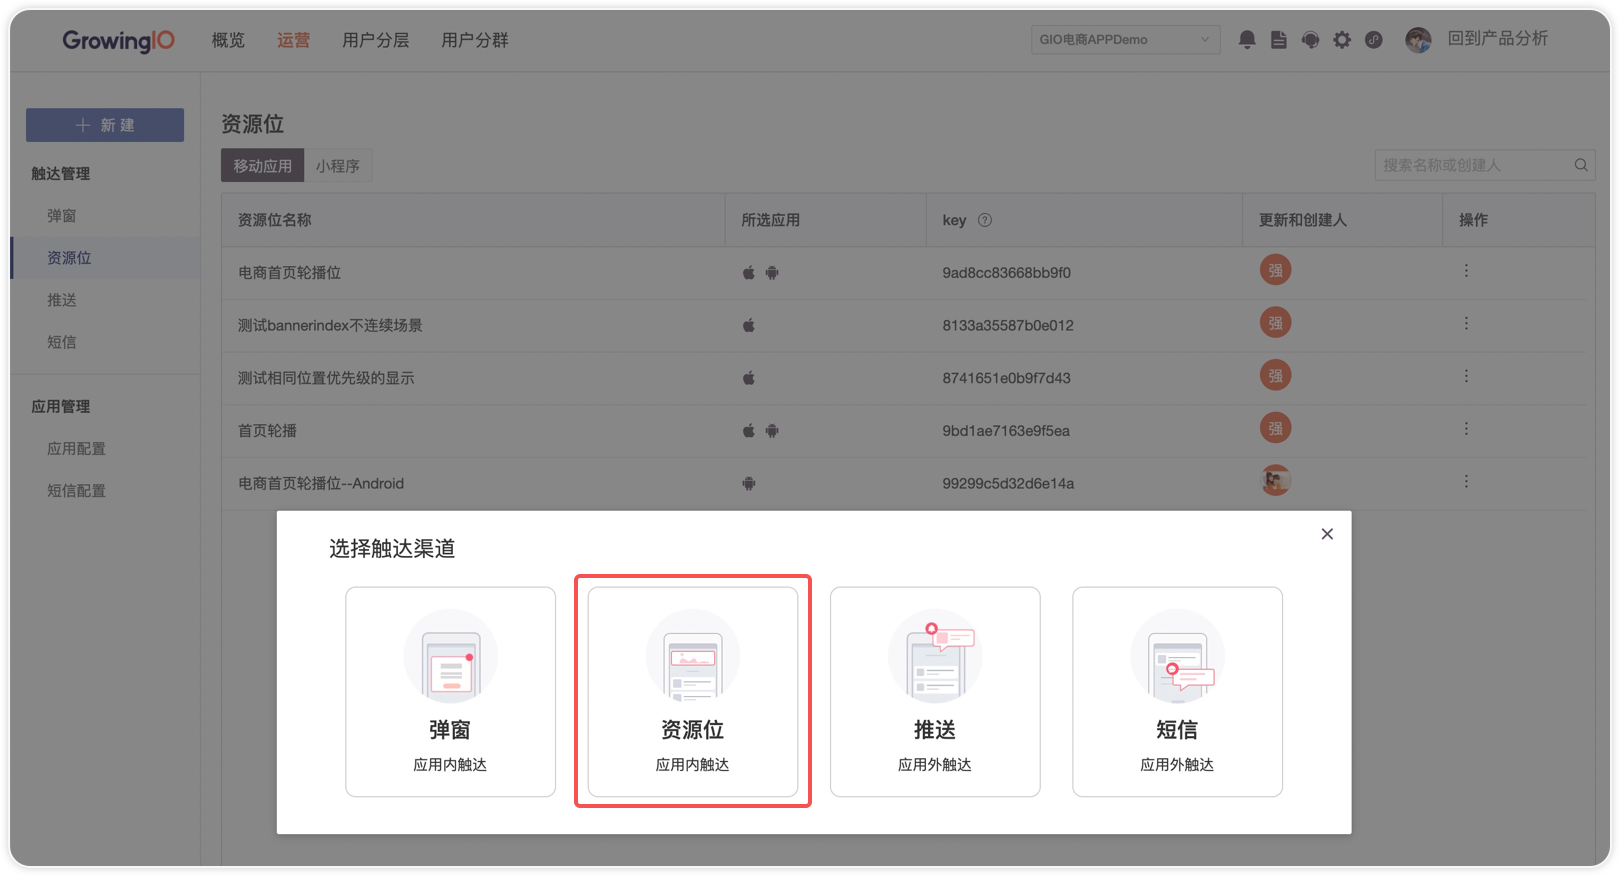 GrowingIO 概览 运营 用户分层 用户分群 GIO电商APPDemo 回到产品分析
新建
触达管理
弹窗
资源位
推送
短信
应用管理
应用配置
短信配置
资源位
移动应用 小程序 搜索名称或创建人
资源位名称 所选应用 key ? 更新和创建人 操作
电商首页轮播位 9ad8cc83668bb9f0 强
测试bannerindex不连续场景 8133a35587b0e012 强
测试相同位置优先级的显示 8741651e0b9f7d43 强
首页轮播 9bd1ae7163e9f5ea 强
电商首页轮播位--Android 99299c5d32d6e14a
选择触达渠道
弹窗
应用内触达
资源位
应用内触达
推送
应用外触达
短信
应用外触达